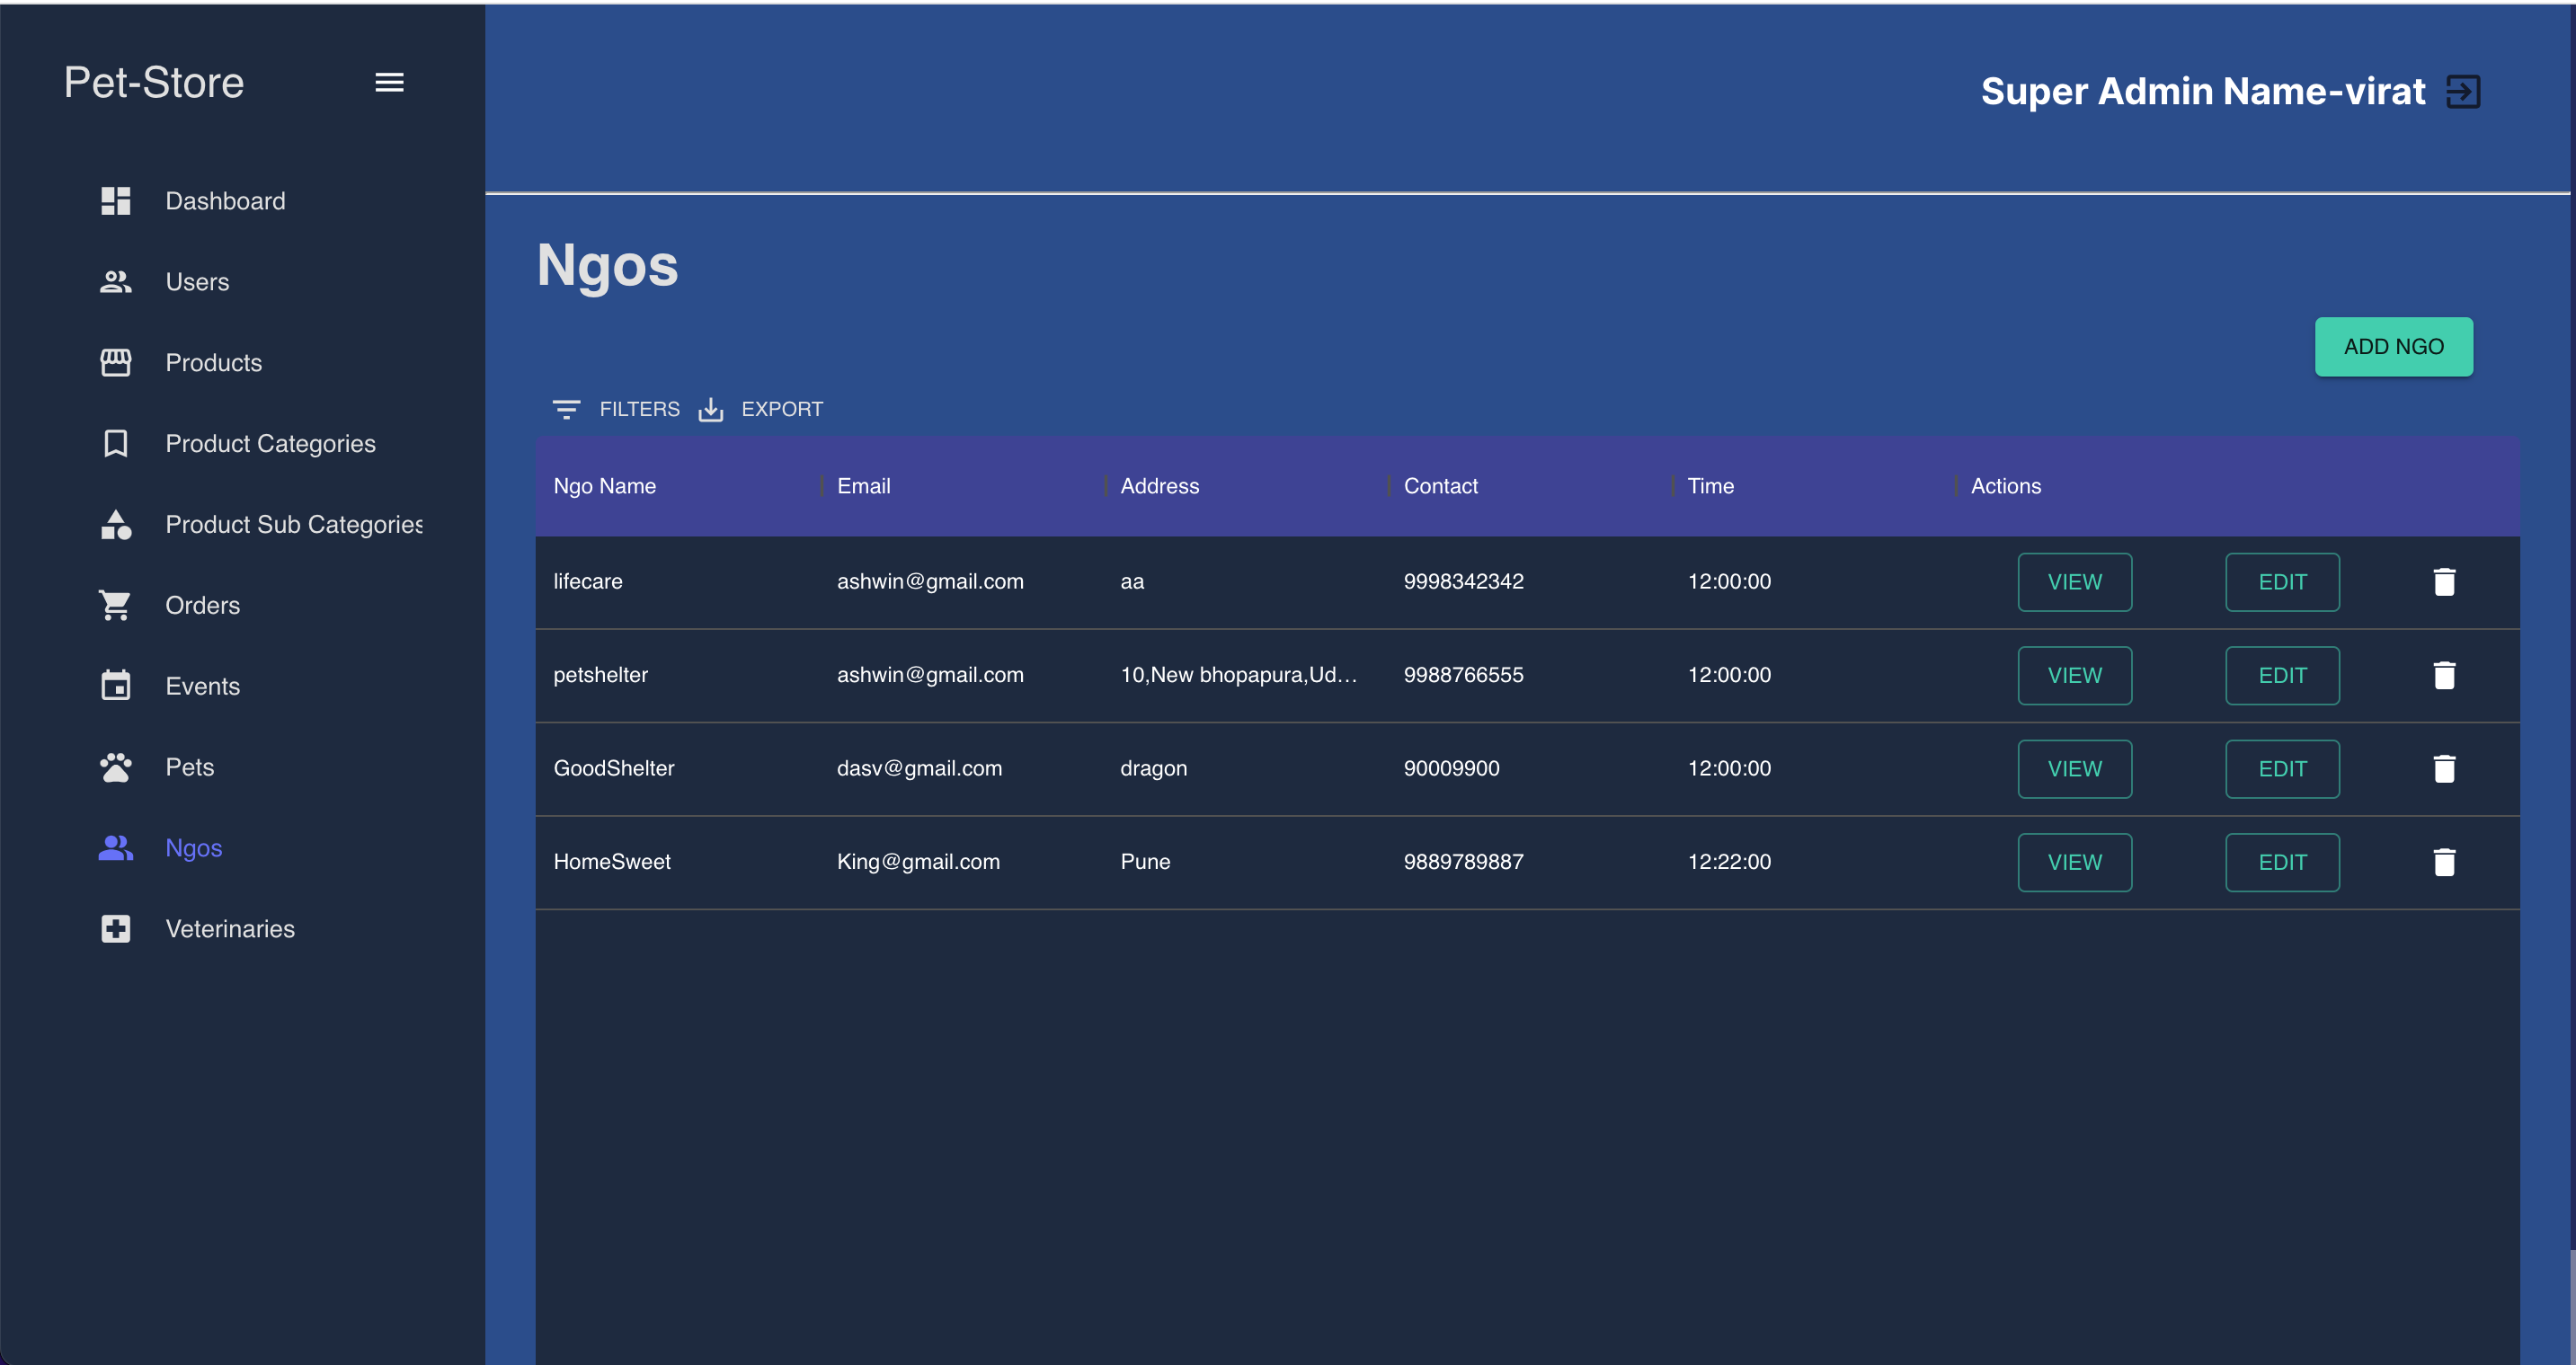 Pet-Store
Super Admin Name-virat
Dashboard
Users
Products
Product Categories
Product Sub Categories
Orders
Events
Pets
Ngos
Veterinaries
Ngos
ADD NGO
FILTERS EXPORT
Ngo Name Email Address Contact Time Actions
lifecare ashwin@gmail.com aa 9998342342 12:00:00 VIEW EDIT
petshelter ashwin@gmail.com 10,New bhopapura,Ud... 9988766555 12:00:00 VIEW EDIT
GoodShelter dasv@gmail.com dragon 90009900 12:00:00 VIEW EDIT
HomeSweet King@gmail.com Pune 9889789887 12:22:00 VIEW EDIT